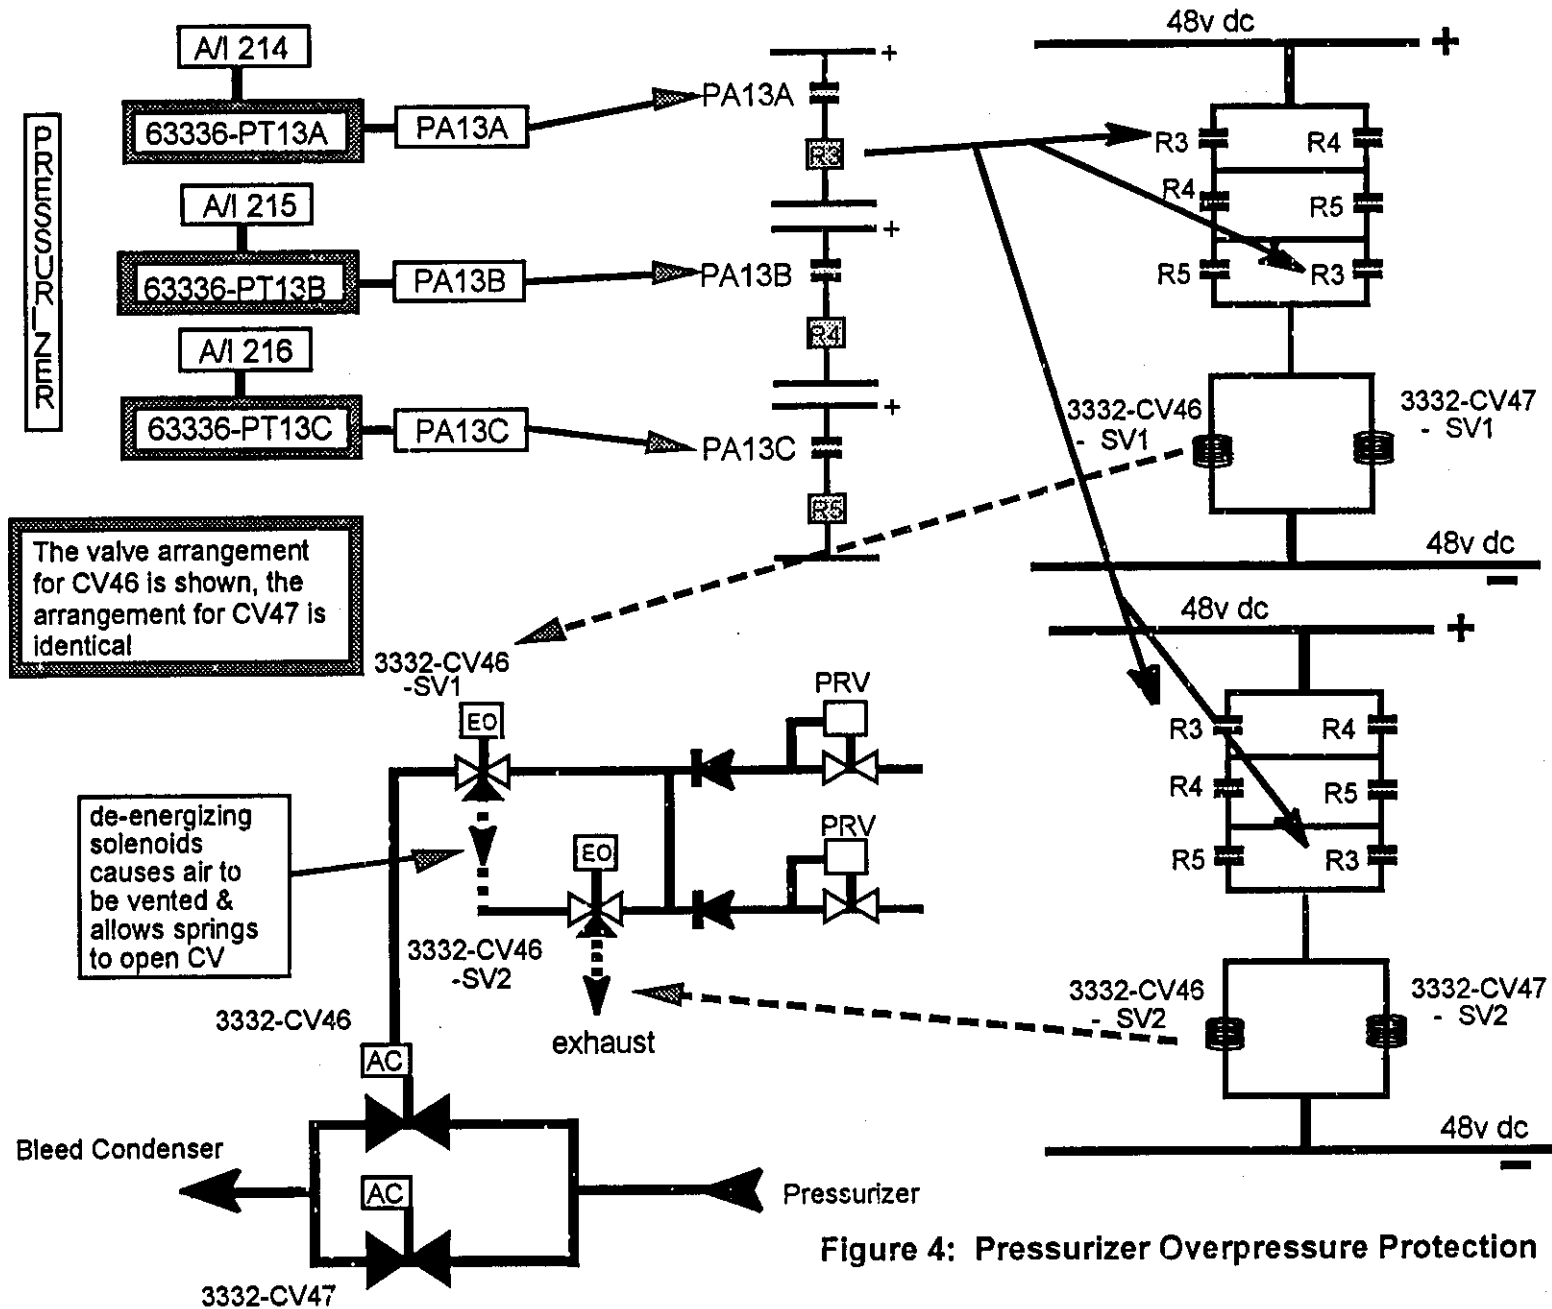 PRESSURIZER
A/I 214
63336-PT13A
PA13A
PA13A
R3
A/I 215
63336-PT13B
PA13B
PA13B
R4
A/I 216
63336-PT13C
PA13C
PA13C
R5
+
+
+
48v dc
+
R3
R4
R4
R5
R5
R3
3332-CV46
- SV1
3332-CV47
- SV1
48v dc
-
The valve arrangement
for CV46 is shown, the
arrangement for CV47 is
identical
3332-CV46
-SV1
EO
PRV
EO
PRV
3332-CV46
-SV2
exhaust
de-energizing
solenoids
causes air to
be vented &
allows springs
to open CV
48v dc
+
R3
R4
R4
R5
R5
R3
3332-CV46
- SV2
3332-CV47
- SV2
48v dc
-
3332-CV46
AC
Bleed Condenser
AC
Pressurizer
3332-CV47
Figure 4: Pressurizer Overpressure Protection